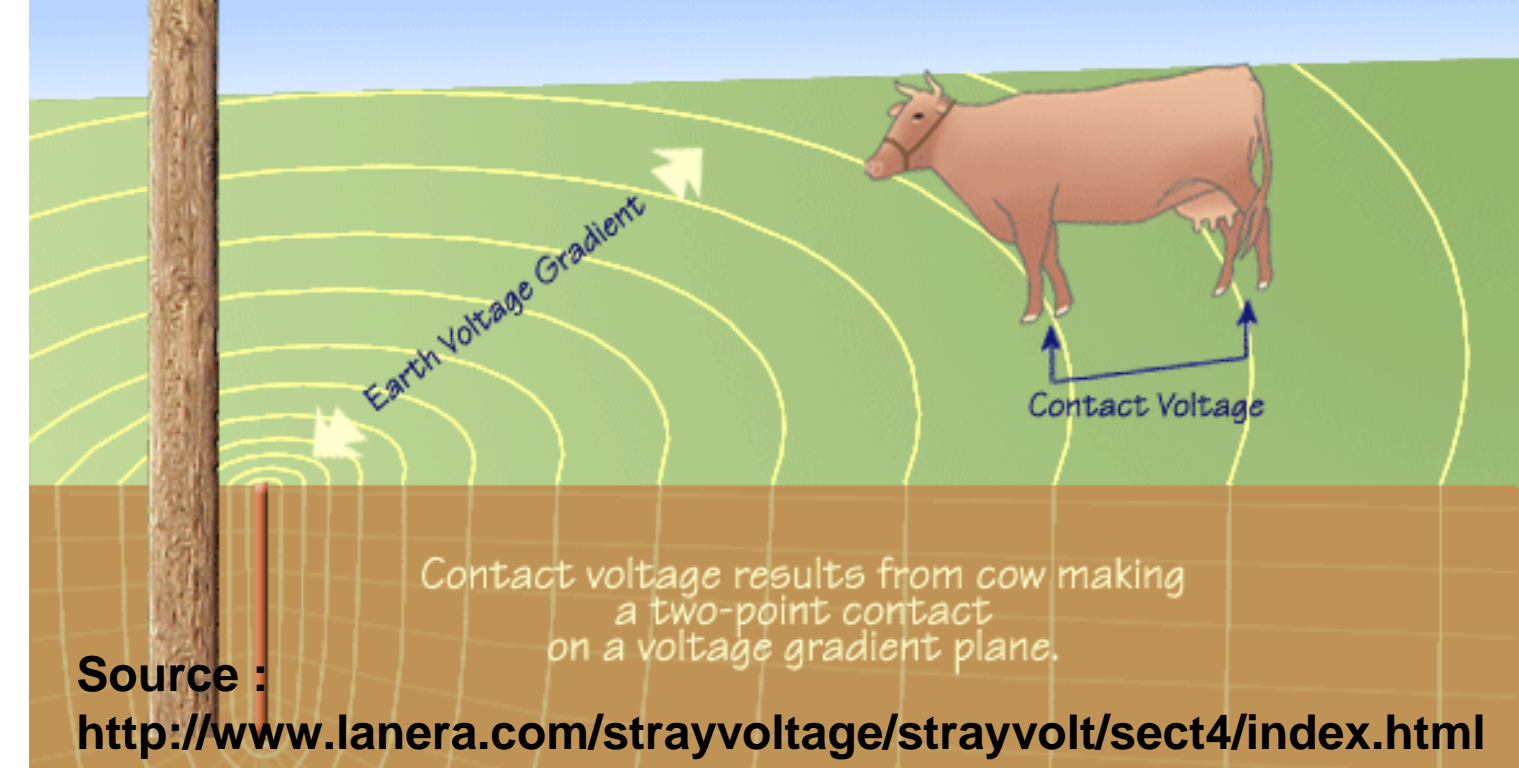 Earth Voltage Gradient
Contact Voltage
Contact voltage results from cow making
a two-point contact
on a voltage gradient plane.
Source :
http://www.lanera.com/strayvoltage/strayvolt/sect4/index.html